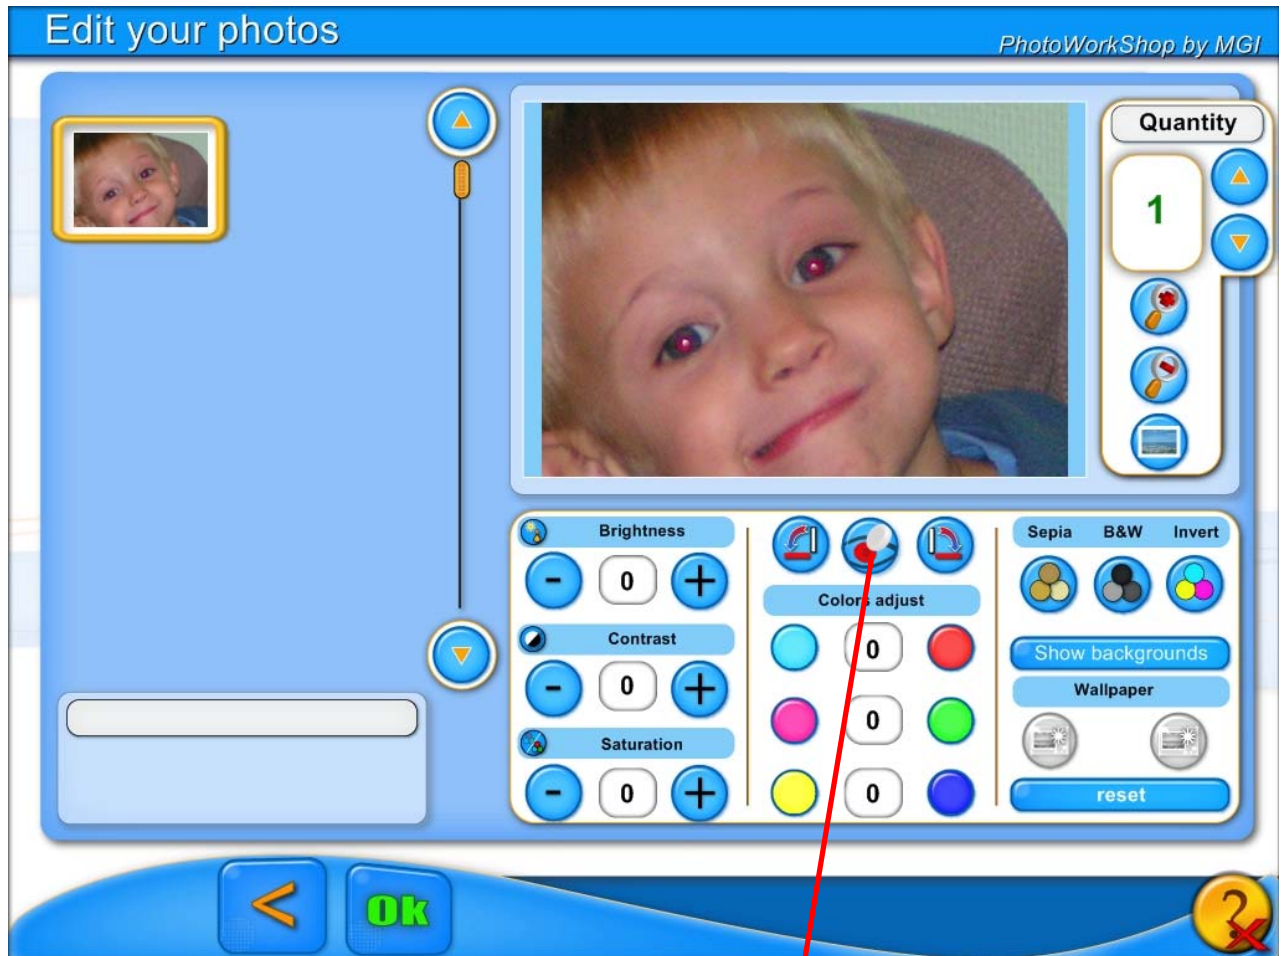 Edit your photos
PhotoWorkShop by MGI
Quantity
1
Brightness
- 0 +
Contrast
- 0 +
Saturation
- 0 +
Colors adjust
0
0
0
Sepia B&W Invert
Show backgrounds
Wallpaper
reset
< Ok
?